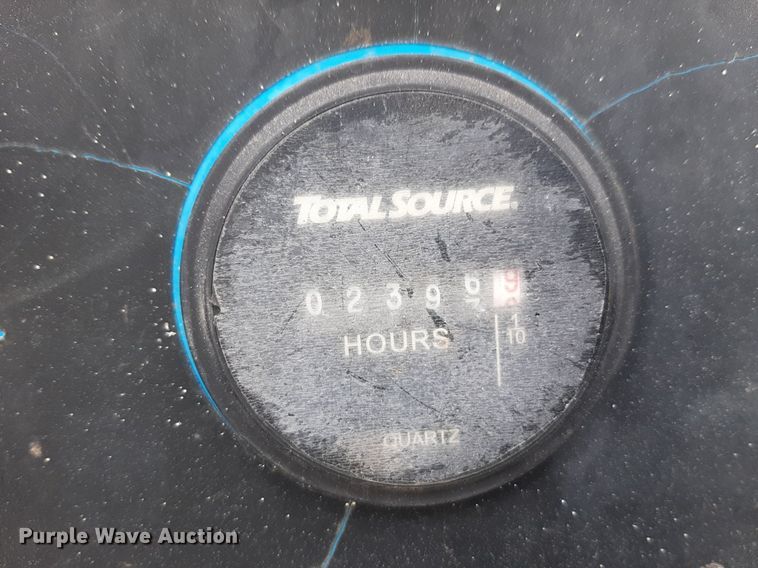 TOTAL SOURCE®
0 2 3 9 6 9
HOURS
1
10
QUARTZ
Purple Wave Auction